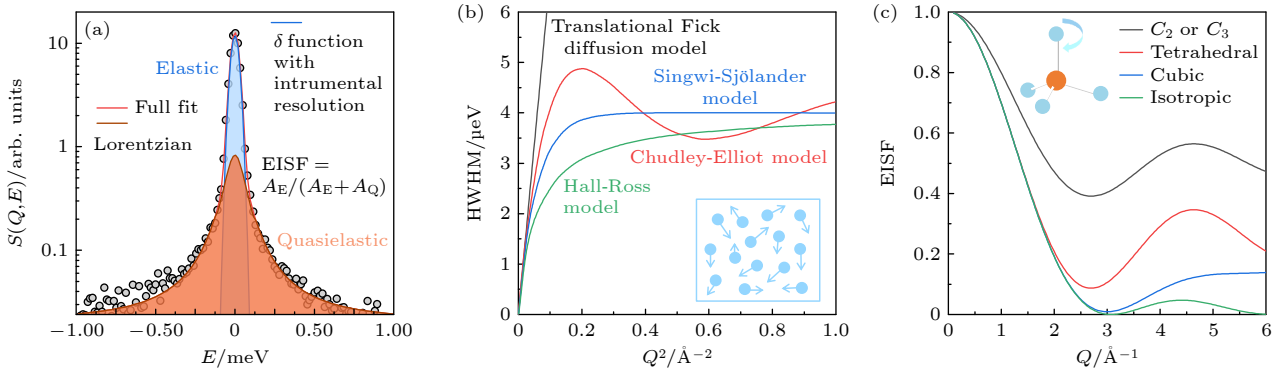 (a)
δ function
with
intrumental
resolution
Elastic
Full fit
Lorentzian
EISF =
A_E/(A_E+A_Q)
Quasielastic
10
1
0.1
S(Q,E)/arb. units
−1.00
−0.50
0
0.50
1.00
E/meV
(b)
Translational Fick
diffusion model
Singwi-Sjölander
model
Chudley-Elliot model
Hall-Ross
model
6
5
4
3
2
1
0
HWHM/μeV
0
0.2
0.4
0.6
0.8
1.0
Q²/Å⁻²
(c)
C₂ or C₃
Tetrahedral
Cubic
Isotropic
1.0
0.8
0.6
0.4
0.2
0
EISF
0
1
2
3
4
5
6
Q/Å⁻¹